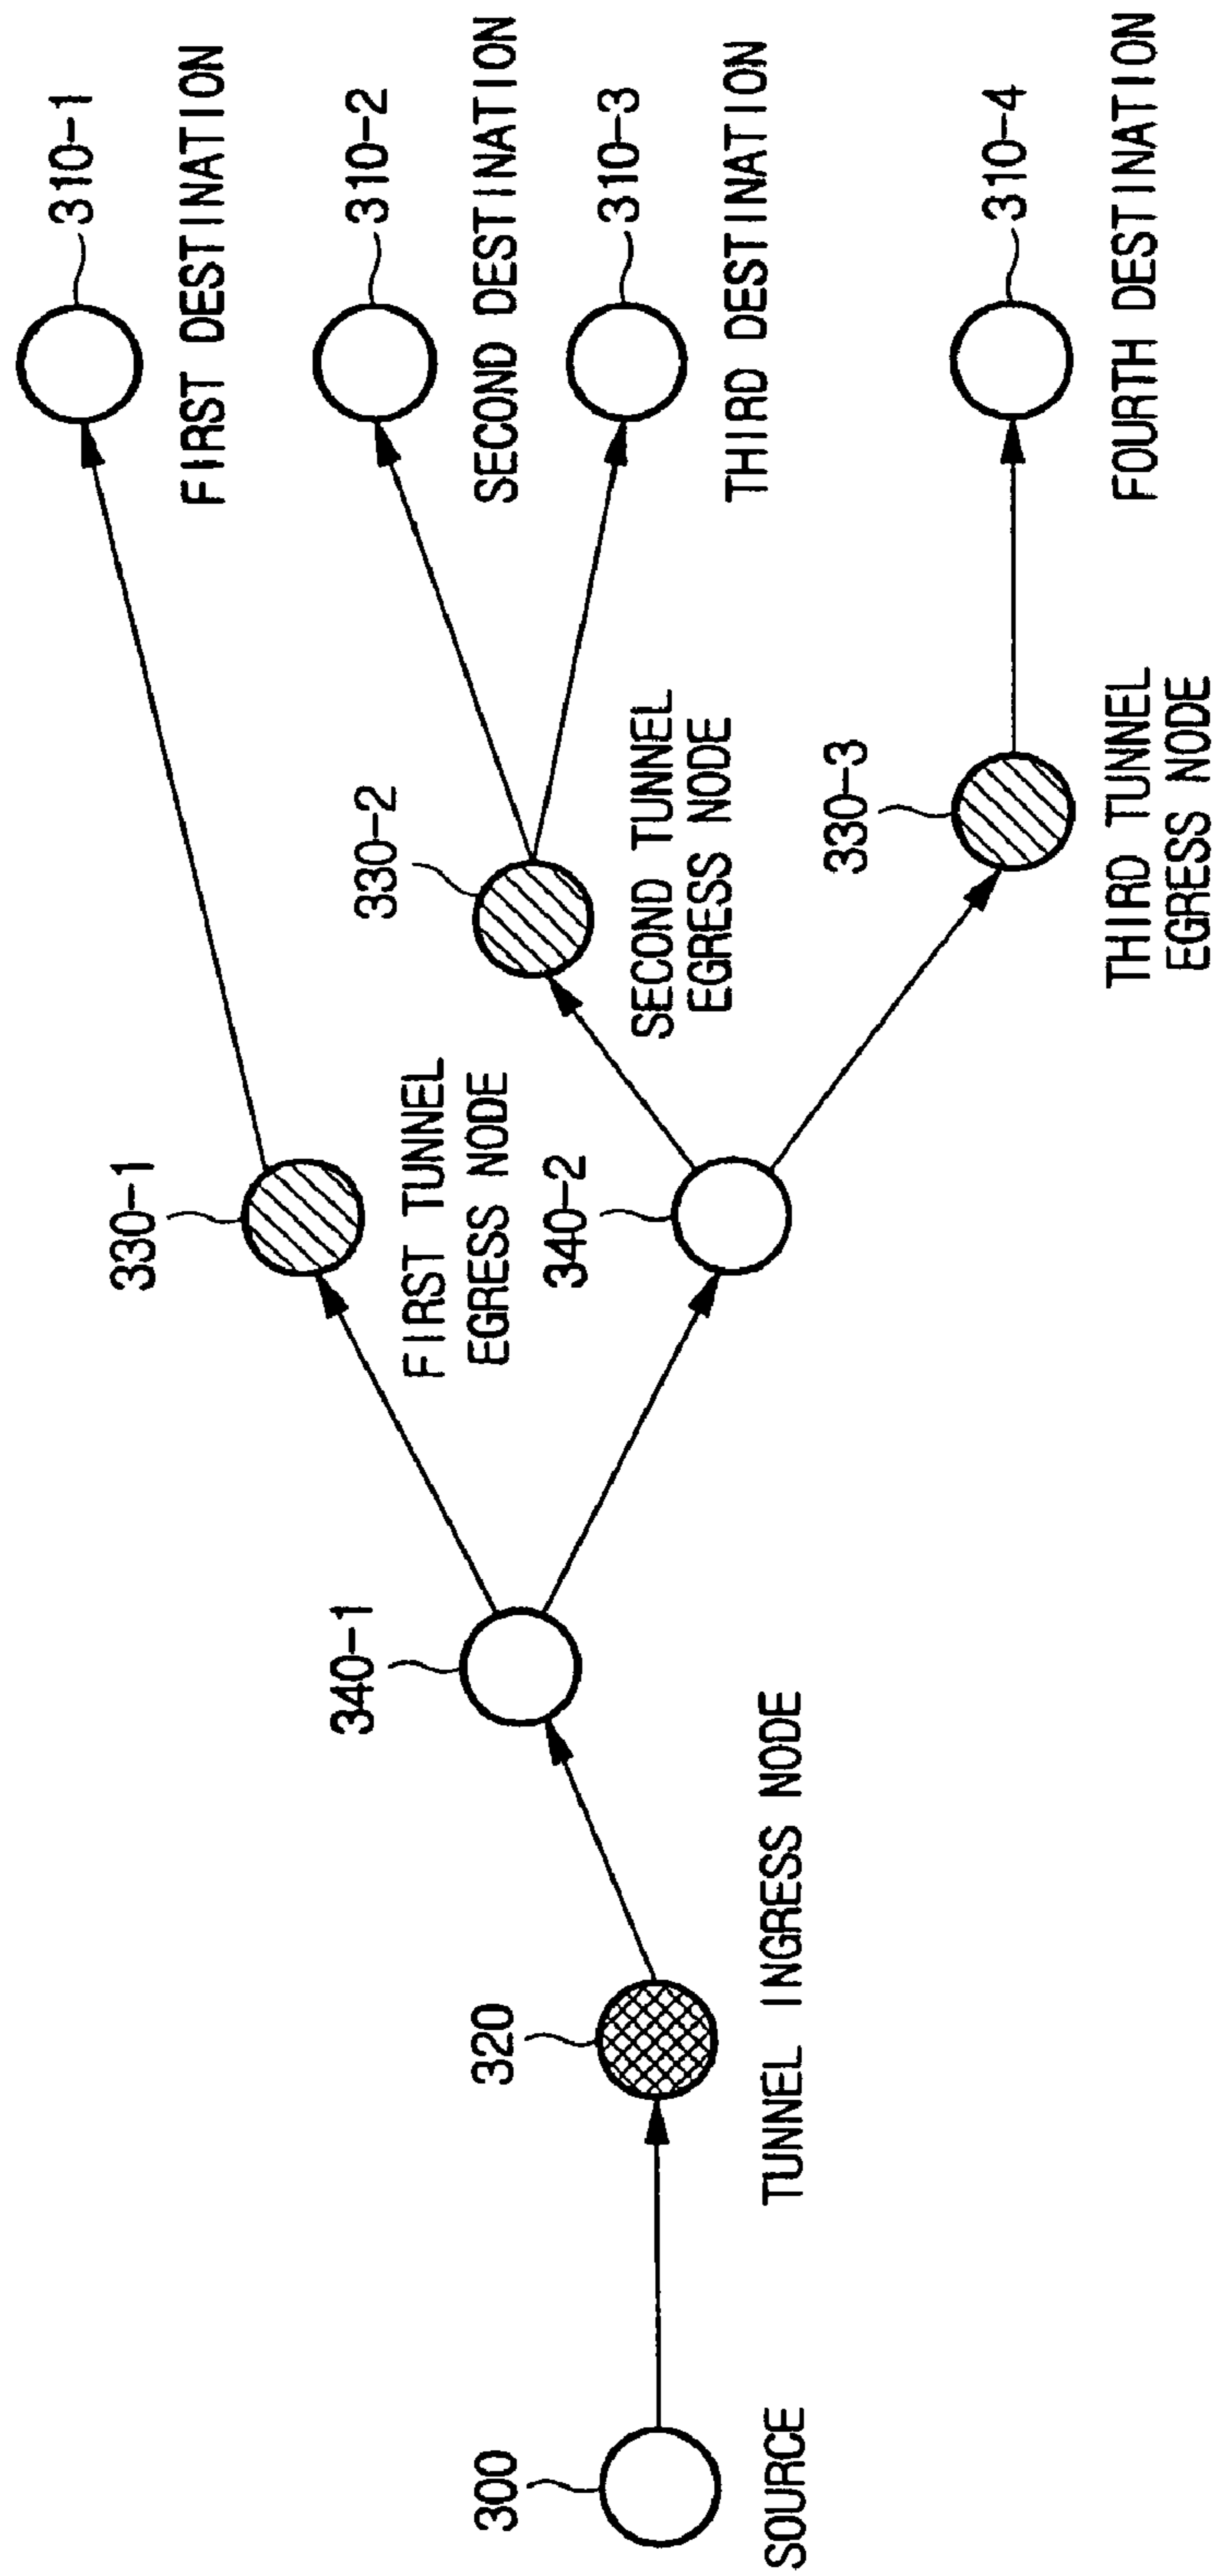 310-1
FIRST DESTINATION
310-2
SECOND DESTINATION
310-3
THIRD DESTINATION
310-4
FOURTH DESTINATION
330-1
FIRST TUNNEL
EGRESS NODE
330-2
SECOND TUNNEL
EGRESS NODE
330-3
THIRD TUNNEL
EGRESS NODE
340-1
340-2
320
TUNNEL INGRESS NODE
300
SOURCE